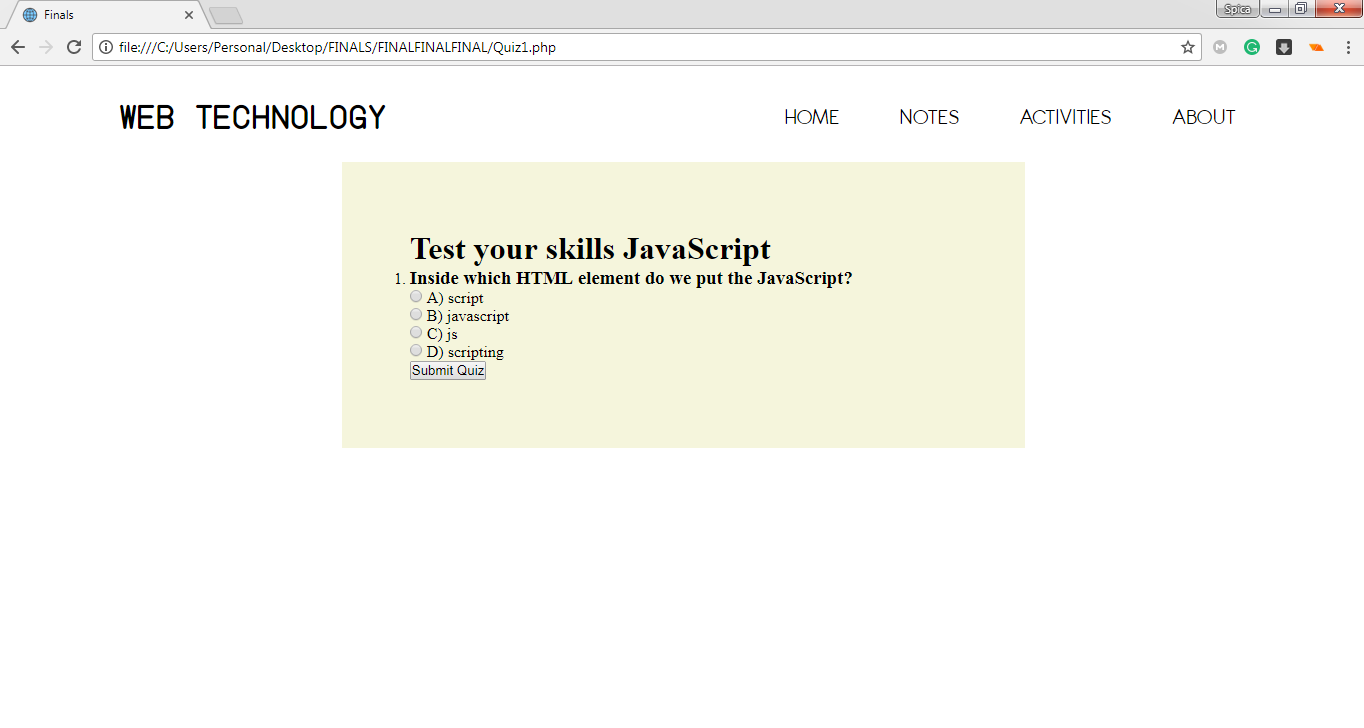 Finals
Spica
file:///C:/Users/Personal/Desktop/FINALS/FINALFINALFINAL/Quiz1.php
WEB TECHNOLOGY
HOME NOTES ACTIVITIES ABOUT
Test your skills JavaScript
1. Inside which HTML element do we put the JavaScript?
A) script
B) javascript
C) js
D) scripting
Submit Quiz